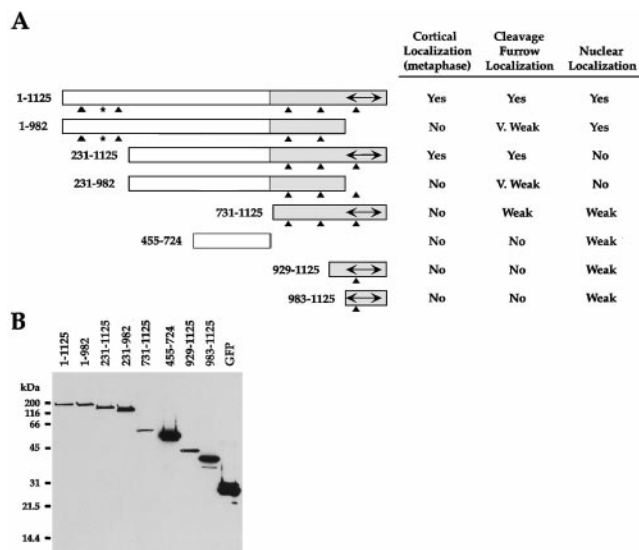 A
Cortical Localization (metaphase)
Cleavage Furrow Localization
Nuclear Localization
1-1125 Yes Yes Yes
1-982 No V. Weak Yes
231-1125 Yes Yes No
231-982 No V. Weak No
731-1125 No Weak Weak
455-724 No No Weak
929-1125 No No Weak
983-1125 No No Weak
B
1-1125
1-982
231-1125
231-982
731-1125
455-724
929-1125
983-1125
GFP
kDa
200
116
66
45
31
21.5
14.4